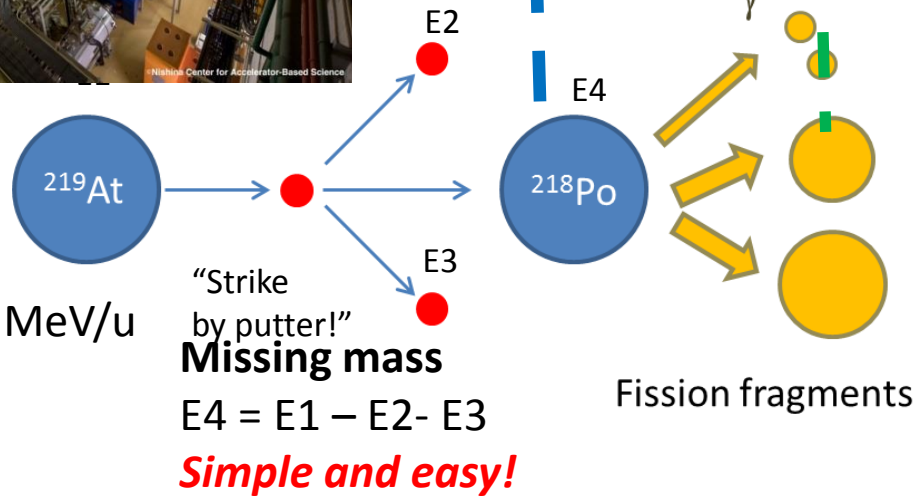 ©Nishina Center for Accelerator-Based Science
E2
E4
219At
218Po
"Strike
by putter!"
E3
MeV/u
Missing mass
E4 = E1 – E2- E3
Simple and easy!
Fission fragments